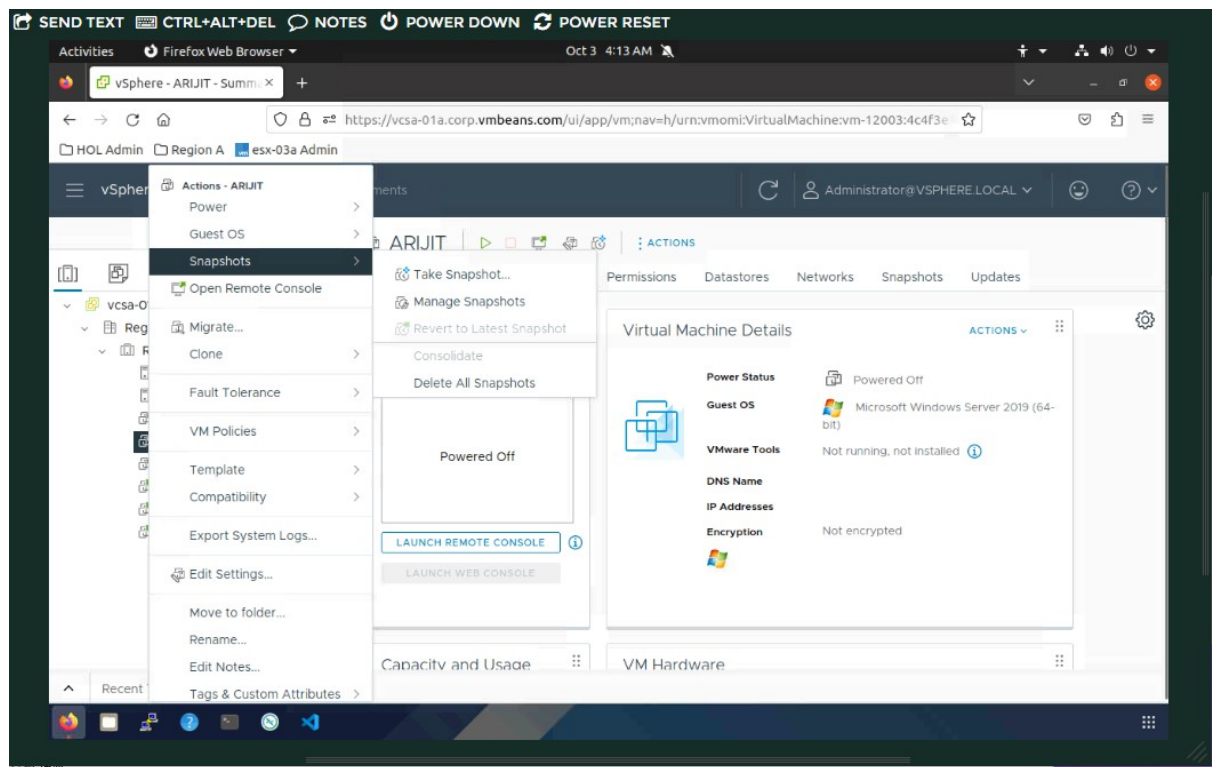 SEND TEXT CTRL+ALT+DEL NOTES POWER DOWN POWER RESET
Activities Firefox Web Browser Oct 3 4:13 AM
vSphere - ARIJIT - Summ
https://vcsa-01a.corp.vmbeans.com/ui/app/vm;nav=h/urn:vmomi:VirtualMachine:vm-12003:4c4f3e
HOL Admin Region A esx-03a Admin
vSpher ments Administrator@VSPHERE.LOCAL
Actions - ARIJIT
Power
Guest OS
Snapshots
Open Remote Console
Migrate...
Clone
Fault Tolerance
VM Policies
Template
Compatibility
Export System Logs...
Edit Settings...
Move to folder...
Rename...
Edit Notes...
Tags & Custom Attributes
vcsa-0
Reg
R
Recent
ARIJIT ACTIONS
Take Snapshot...
Manage Snapshots
Revert to Latest Snapshot
Consolidate
Delete All Snapshots
Permissions Datastores Networks Snapshots Updates
Powered Off
LAUNCH REMOTE CONSOLE
LAUNCH WEB CONSOLE
Virtual Machine Details ACTIONS
Power Status Powered Off
Guest OS Microsoft Windows Server 2019 (64-
bit)
VMware Tools Not running, not installed
DNS Name
IP Addresses
Encryption Not encrypted
Capacity and Usage
VM Hardware